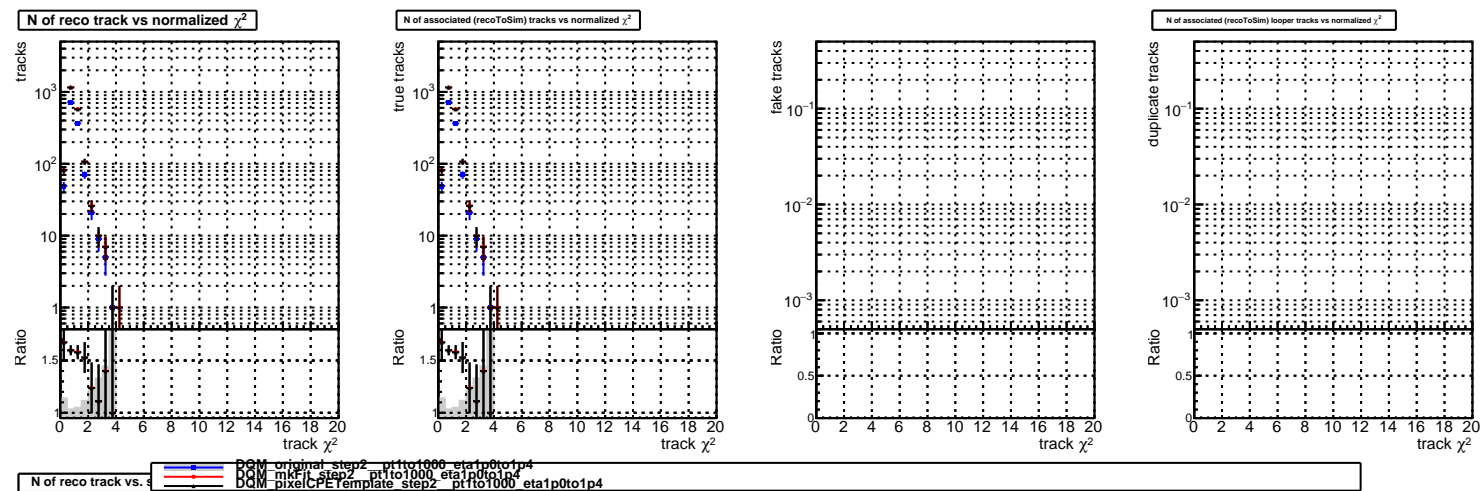 N of reco track vs normalized χ²
tracks
10³
10²
10
1
Ratio
1.5
1
0 2 4 6 8 10 12 14 16 18 20
track χ²
N of associated (recoToSim) tracks vs normalized χ²
true tracks
10³
10²
10
1
Ratio
1.5
1
0 2 4 6 8 10 12 14 16 18 20
track χ²
fake tracks
10⁻¹
10⁻²
10⁻³
Ratio
1
0.5
0
0 2 4 6 8 10 12 14 16 18 20
track χ²
N of associated (recoToSim) looper tracks vs normalized χ²
duplicate tracks
10⁻¹
10⁻²
10⁻³
Ratio
1
0.5
0
0 2 4 6 8 10 12 14 16 18 20
track χ²
DQM_original_step2__pt1to1000_eta1p0to1p4
DQM_mkFit_step2__pt1to1000_eta1p0to1p4
DQM_pixelCPETemplate_step2__pt1to1000_eta1p0to1p4
N of reco track vs. s